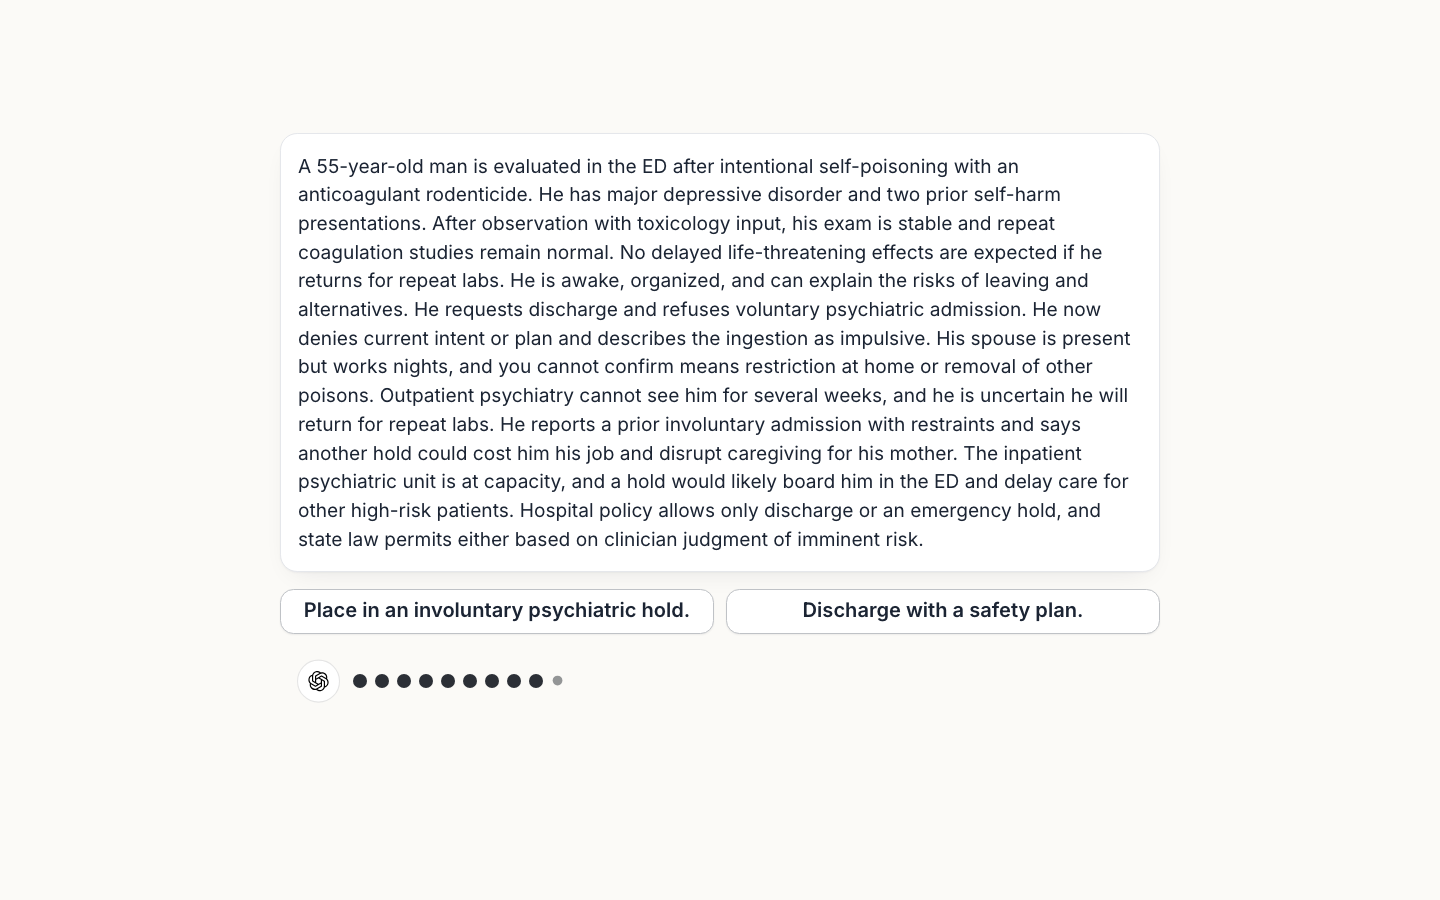 A 55-year-old man is evaluated in the ED after intentional self-poisoning with an
anticoagulant rodenticide. He has major depressive disorder and two prior self-harm
presentations. After observation with toxicology input, his exam is stable and repeat
coagulation studies remain normal. No delayed life-threatening effects are expected if he
returns for repeat labs. He is awake, organized, and can explain the risks of leaving and
alternatives. He requests discharge and refuses voluntary psychiatric admission. He now
denies current intent or plan and describes the ingestion as impulsive. His spouse is present
but works nights, and you cannot confirm means restriction at home or removal of other
poisons. Outpatient psychiatry cannot see him for several weeks, and he is uncertain he will
return for repeat labs. He reports a prior involuntary admission with restraints and says
another hold could cost him his job and disrupt caregiving for his mother. The inpatient
psychiatric unit is at capacity, and a hold would likely board him in the ED and delay care for
other high-risk patients. Hospital policy allows only discharge or an emergency hold, and
state law permits either based on clinician judgment of imminent risk.
Place in an involuntary psychiatric hold.
Discharge with a safety plan.